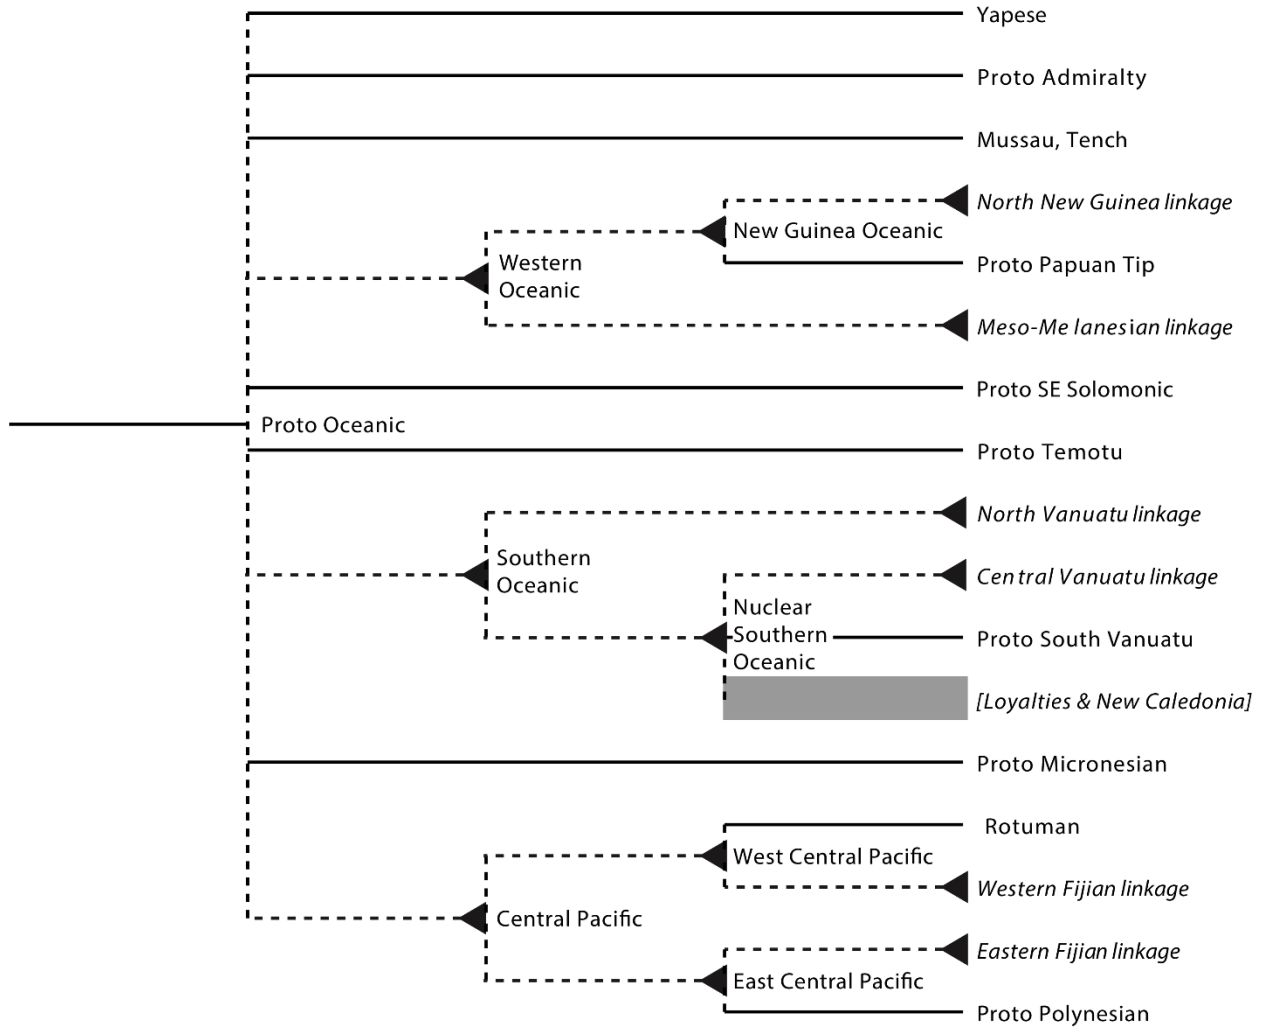 Yapese
Proto Admiralty
Mussau, Tench
North New Guinea linkage
New Guinea Oceanic
Western
Oceanic
Proto Papuan Tip
Meso-Me lanesian linkage
Proto SE Solomonic
Proto Oceanic
Proto Temotu
North Vanuatu linkage
Southern
Oceanic
Central Vanuatu linkage
Nuclear
Southern
Oceanic
Proto South Vanuatu
[Loyalties & New Caledonia]
Proto Micronesian
Rotuman
West Central Pacific
Western Fijian linkage
Central Pacific
Eastern Fijian linkage
East Central Pacific
Proto Polynesian